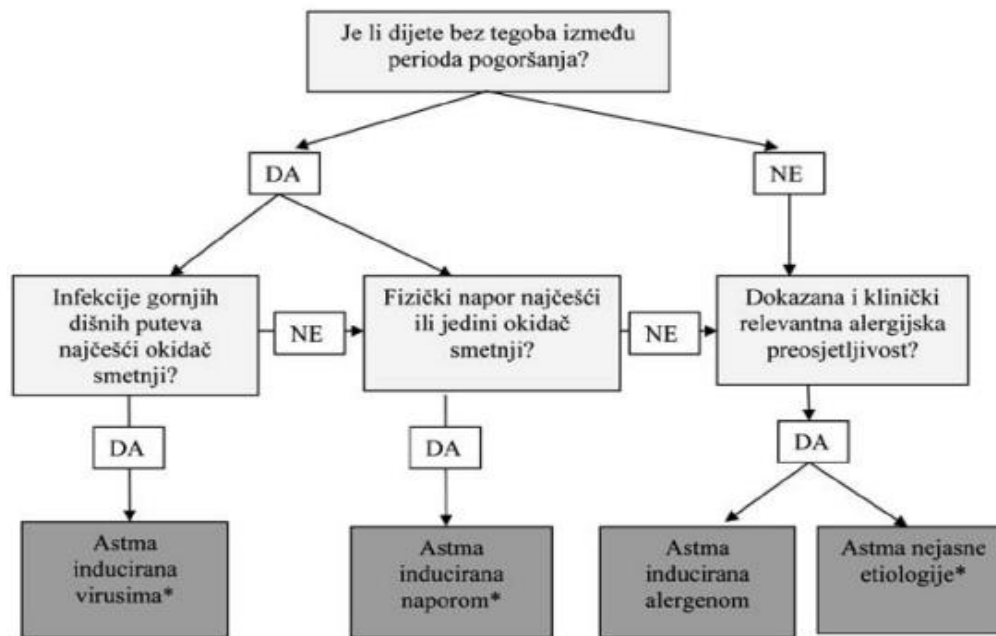 Je li dijete bez tegoba između
perioda pogoršanja?
DA
NE
Infekcije gornjih
dišnih puteva
najčešći okidač
smetnji?
NE
Fizički napor najčešći
ili jedini okidač
smetnji?
NE
Dokazana i klinički
relevantna alergijska
preosjetljivost?
DA
DA
DA
Astma
inducirana
virusima*
Astma
inducirana
naporom*
Astma
inducirana
alergenom
Astma nejasne
etiologije*